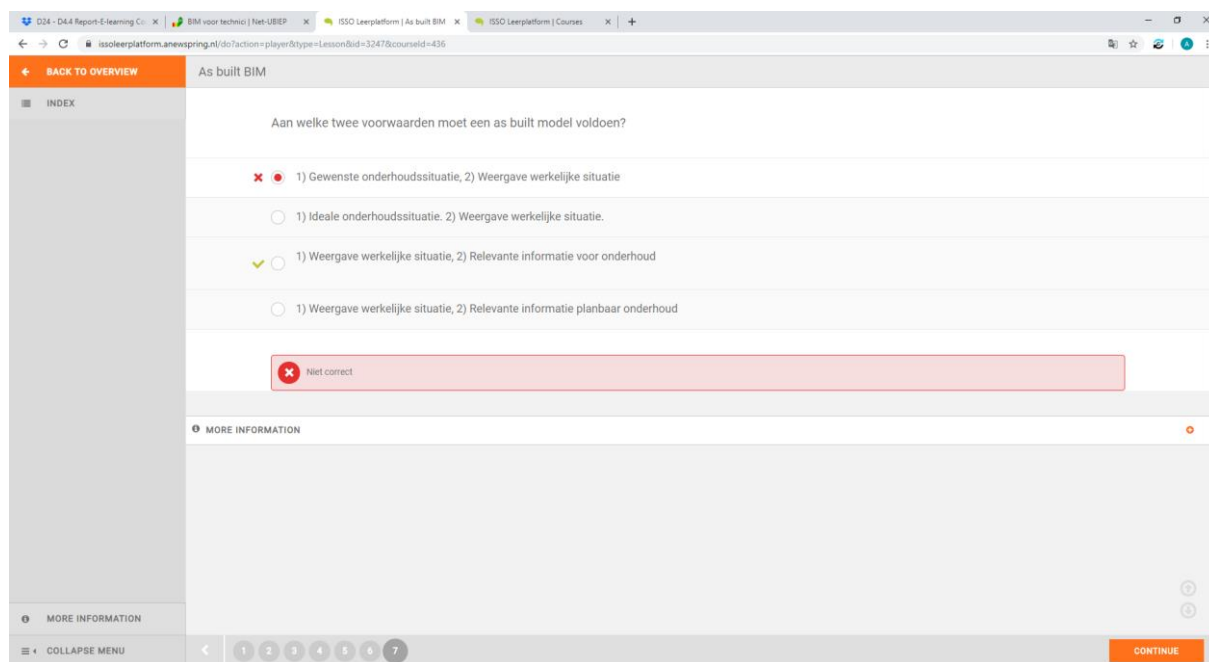 D24 - D4.4 Report-E-learning Co
BIM voor technici | Net-UBIEP
ISSO Leerplatform | As built BIM
ISSO Leerplatform | Courses
issoleerplatform.anewspring.nl/do?action=player&type=Lesson&id=3247&courseId=436
A
BACK TO OVERVIEW
As built BIM
INDEX
Aan welke twee voorwaarden moet een as built model voldoen?
1) Gewenste onderhoudssituatie, 2) Weergave werkelijke situatie
1) Ideale onderhoudssituatie. 2) Weergave werkelijke situatie.
1) Weergave werkelijke situatie, 2) Relevante informatie voor onderhoud
1) Weergave werkelijke situatie, 2) Relevante informatie planbaar onderhoud
Niet correct
MORE INFORMATION
MORE INFORMATION
COLLAPSE MENU
1 2 3 4 5 6 7
CONTINUE